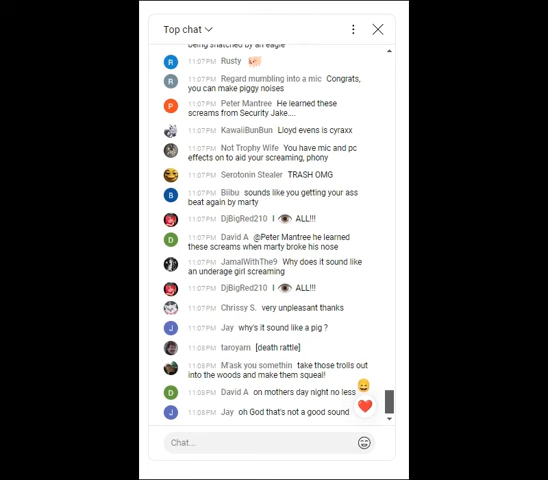 Top chat
being snatched by an eagle
11:07 PM Rusty
11:07 PM Regard mumbling into a mic Congrats,
you can make piggy noises
11:07 PM Peter Mantree He learned these
screams from Security Jake....
11:07 PM KawaiiBunBun Lloyd evens is cyraxx
11:07 PM Not Trophy Wife You have mic and pc
effects on to aid your screaming, phony
11:07 PM Serotonin Stealer TRASH OMG
11:07 PM Biibu sounds like you getting your ass
beat again by marty
11:07 PM DjBigRed210 I 👁 ALL!!!
11:07 PM David A @Peter Mantree he learned
these screams when marty broke his nose
11:07 PM JamalWithThe9 Why does it sound like
an underage girl screaming
11:07 PM DjBigRed210 I 👁 ALL!!!
11:07 PM Chrissy S. very unpleasant thanks
11:07 PM Jay why's it sound like a pig ?
11:07 PM taroyarn [death rattle]
11:08 PM M'ask you somethin take those trolls out
into the woods and make them squeal!
11:08 PM David A on mothers day night no less
11:08 PM Jay oh God that's not a good sound
Chat...